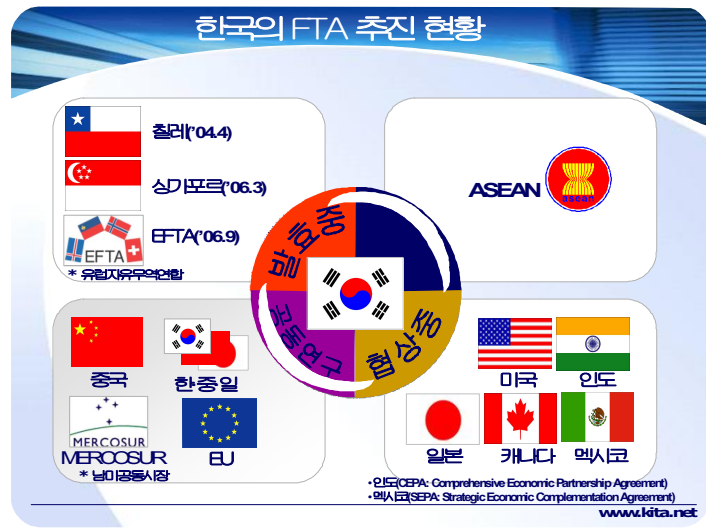 한국의 FTA 추진 현황
칠레('04.4)
싱가포르('06.3)
EFTA
EFTA('06.9)
* 유럽자유무역연합
ASEAN
asean
발효중
공동연구
협상중
중국
한·중·일
MERCOSUR
MERCOSUR
* 남미공동시장
EU
미국
인도
일본
캐나다
멕시코
• 인도(CEPA: Comprehensive Economic Partnership Agreement)
• 멕시코(SEPA: Strategic Economic Complementation Agreement)
www.kita.net